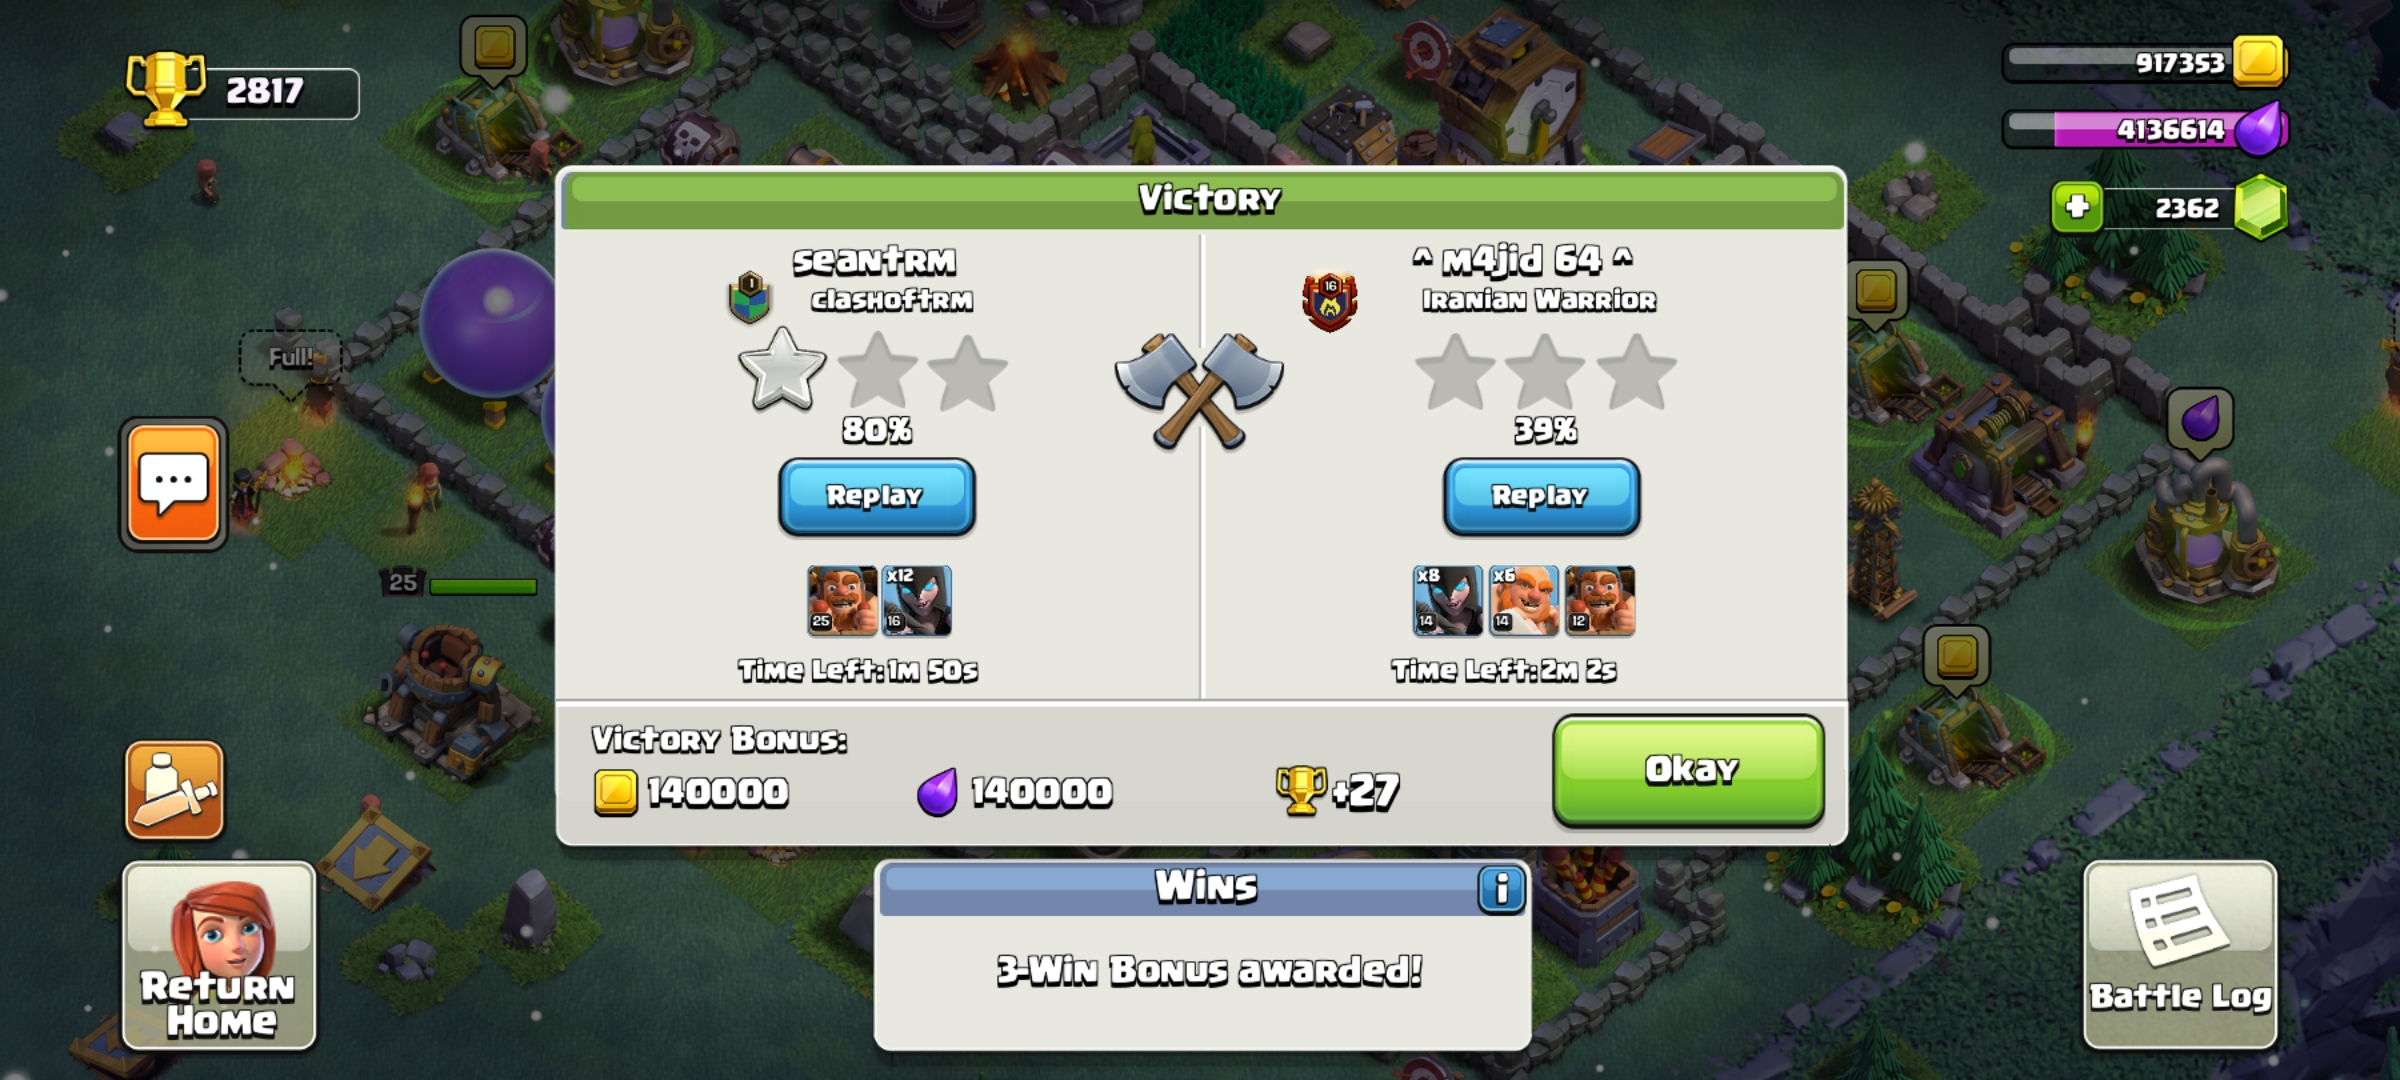 2817
917353
4136614
2362
Victory
seantrm
clashoftrm
1
^ m4jid 64 ^
Iranian Warrior
16
80%
39%
Full!
Replay
Replay
25
25
x12
16
x8
14
x6
14
12
Time Left:1m 50s
Time Left:2m 2s
Victory Bonus:
140000
140000
+27
Okay
Wins
i
3-Win Bonus awarded!
Return
Home
Battle Log